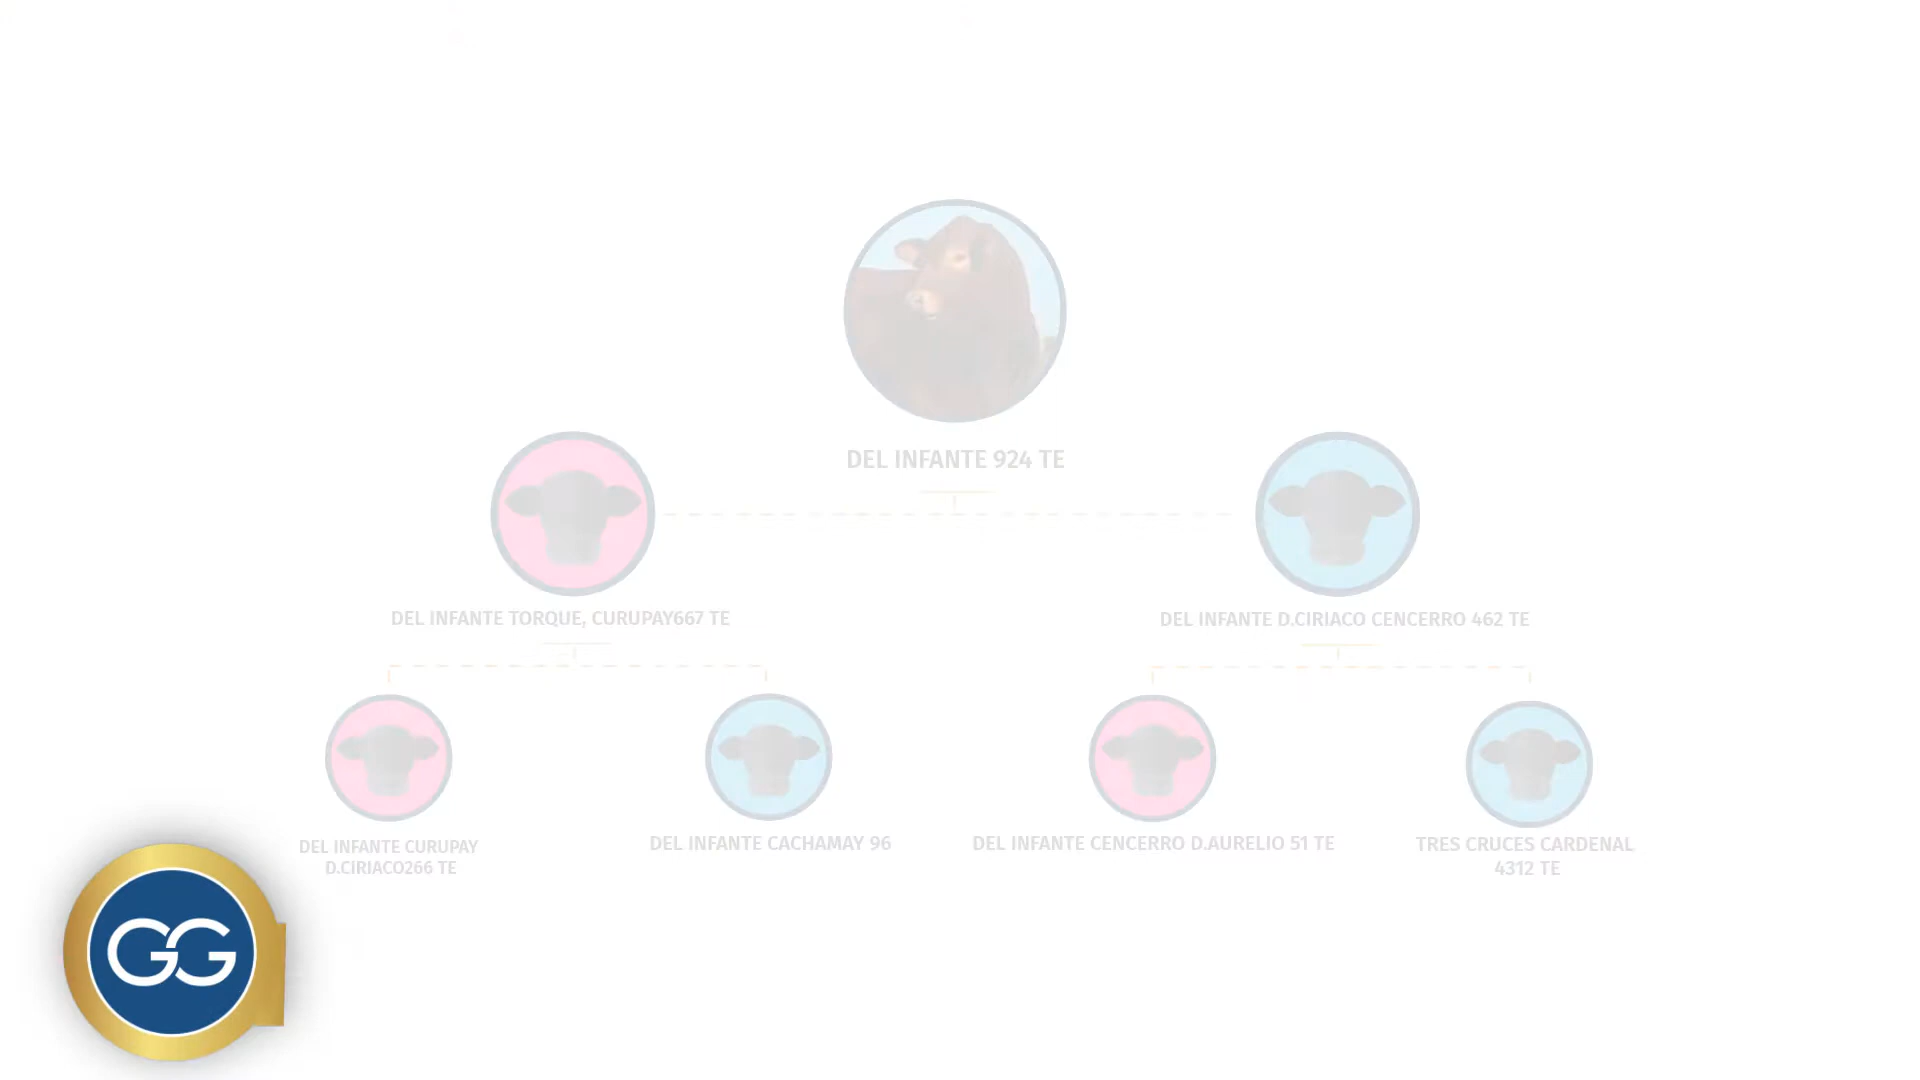 DEL INFANTE 924 TE
DEL INFANTE TORQUE, CURUPAY667 TE
DEL INFANTE D.CIRIACO CENCERRO 462 TE
DEL INFANTE CURUPAY
D.CIRIACO266 TE
DEL INFANTE CACHAMAY 96
DEL INFANTE CENCERRO D.AURELIO 51 TE
TRES CRUCES CARDENAL
4312 TE
GG